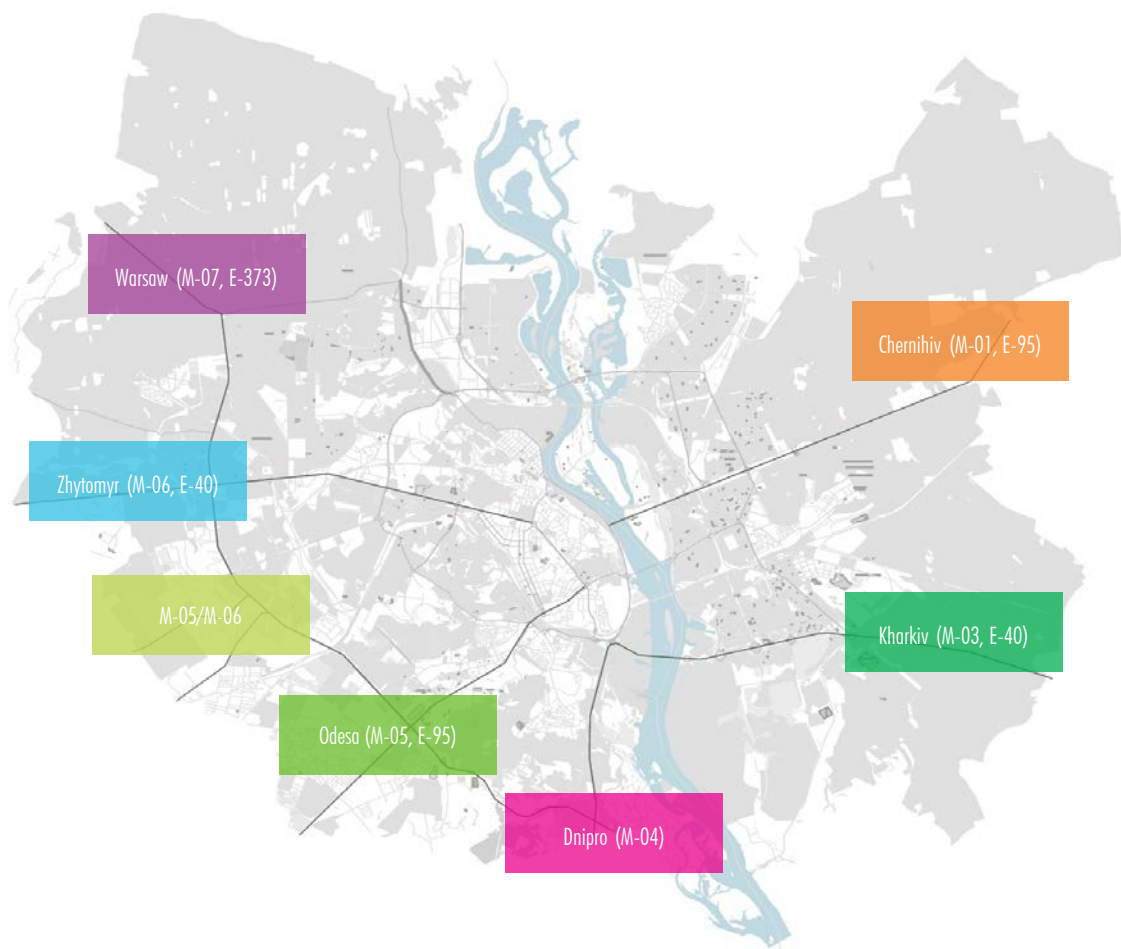 Warsaw (M-07, E-373)
Chernihiv (M-01, E-95)
Zhytomyr (M-06, E-40)
M-05/M-06
Kharkiv (M-03, E-40)
Odesa (M-05, E-95)
Dnipro (M-04)